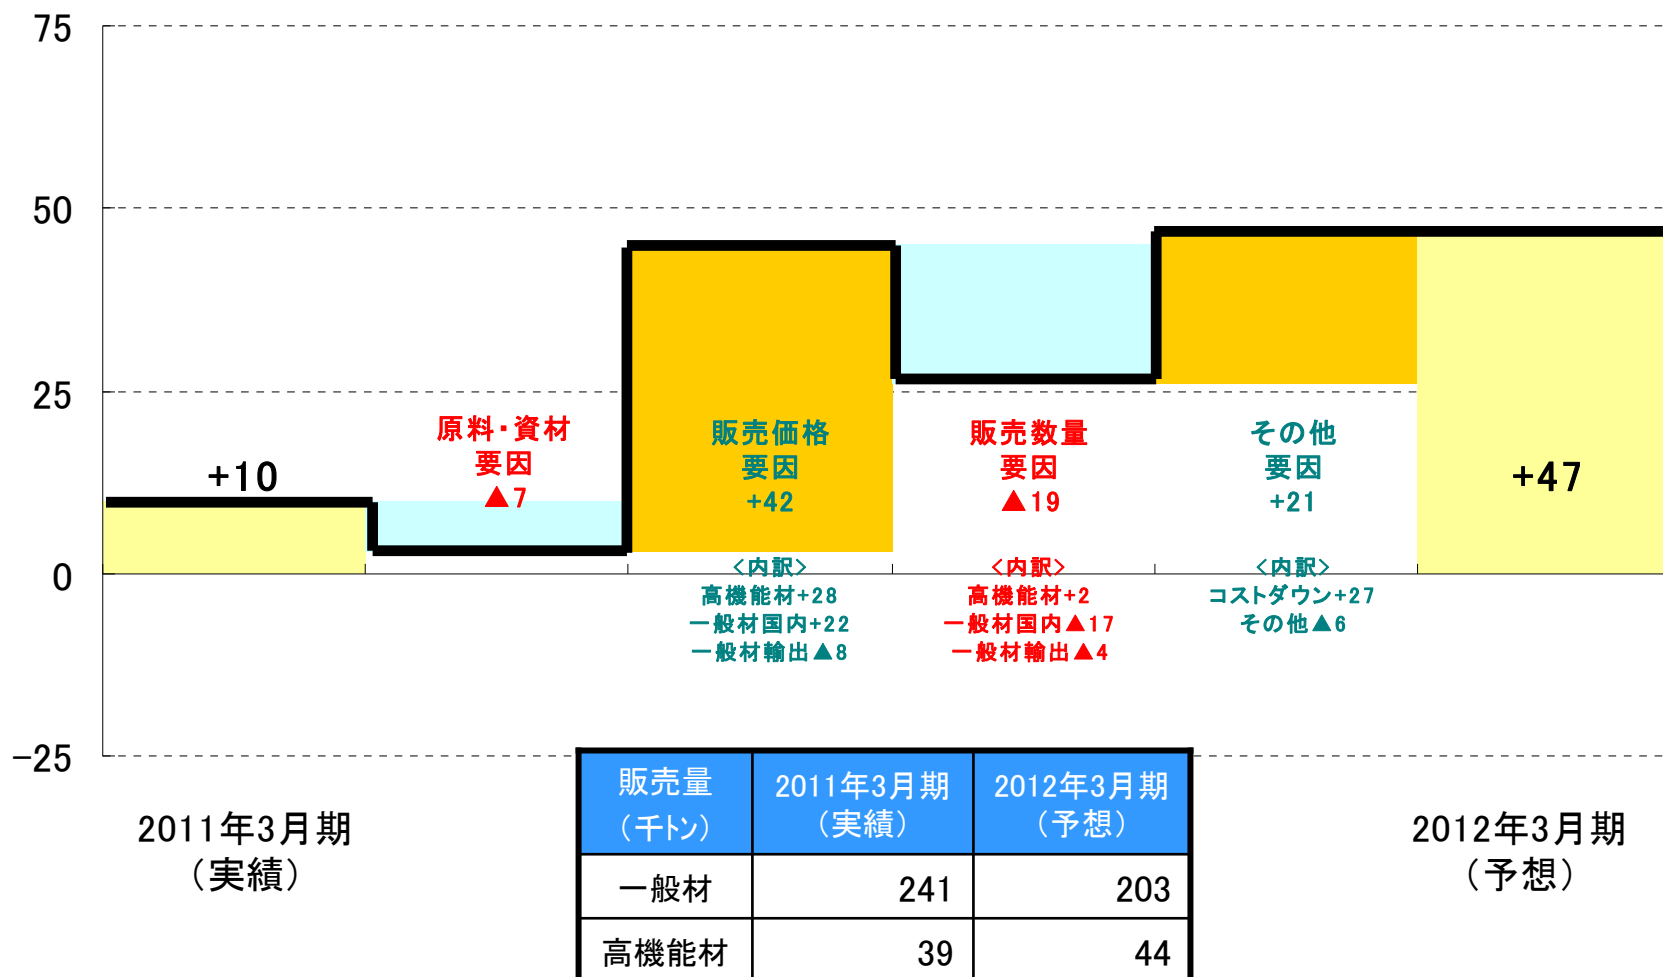 75
50
25
0
-25
+10
原料・資材
要因
▲7
販売価格
要因
+42
<内訳>
高機能材+28
一般材国内+22
一般材輸出▲8
販売数量
要因
▲19
<内訳>
高機能材+2
一般材国内▲17
一般材輸出▲4
その他
要因
+21
<内訳>
コストダウン+27
その他▲6
+47
2011年3月期
（実績）
2012年3月期
（予想）
販売量
（千トン）
2011年3月期
（実績）
2012年3月期
（予想）
一般材 241 203
高機能材 39 44